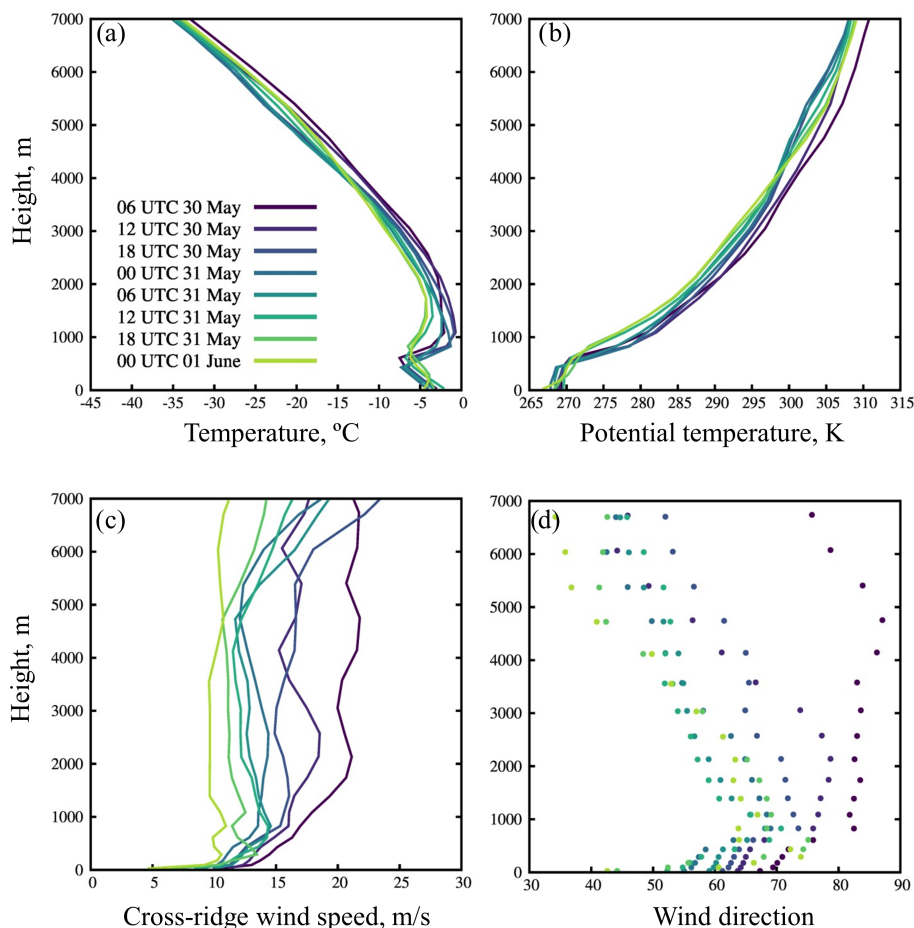 7000
(a)
6000
5000
4000
3000
2000
1000
0
Height, m
06 UTC 30 May
12 UTC 30 May
18 UTC 30 May
00 UTC 31 May
06 UTC 31 May
12 UTC 31 May
18 UTC 31 May
00 UTC 01 June
-45 -40 -35 -30 -25 -20 -15 -10 -5 0
Temperature, ºC
7000
(b)
6000
5000
4000
3000
2000
1000
0
265 270 275 280 285 290 295 300 305 310 315
Potential temperature, K
7000
(c)
6000
5000
4000
3000
2000
1000
0
Height, m
0 5 10 15 20 25 30
Cross-ridge wind speed, m/s
7000
(d)
6000
5000
4000
3000
2000
1000
0
30 40 50 60 70 80 90
Wind direction